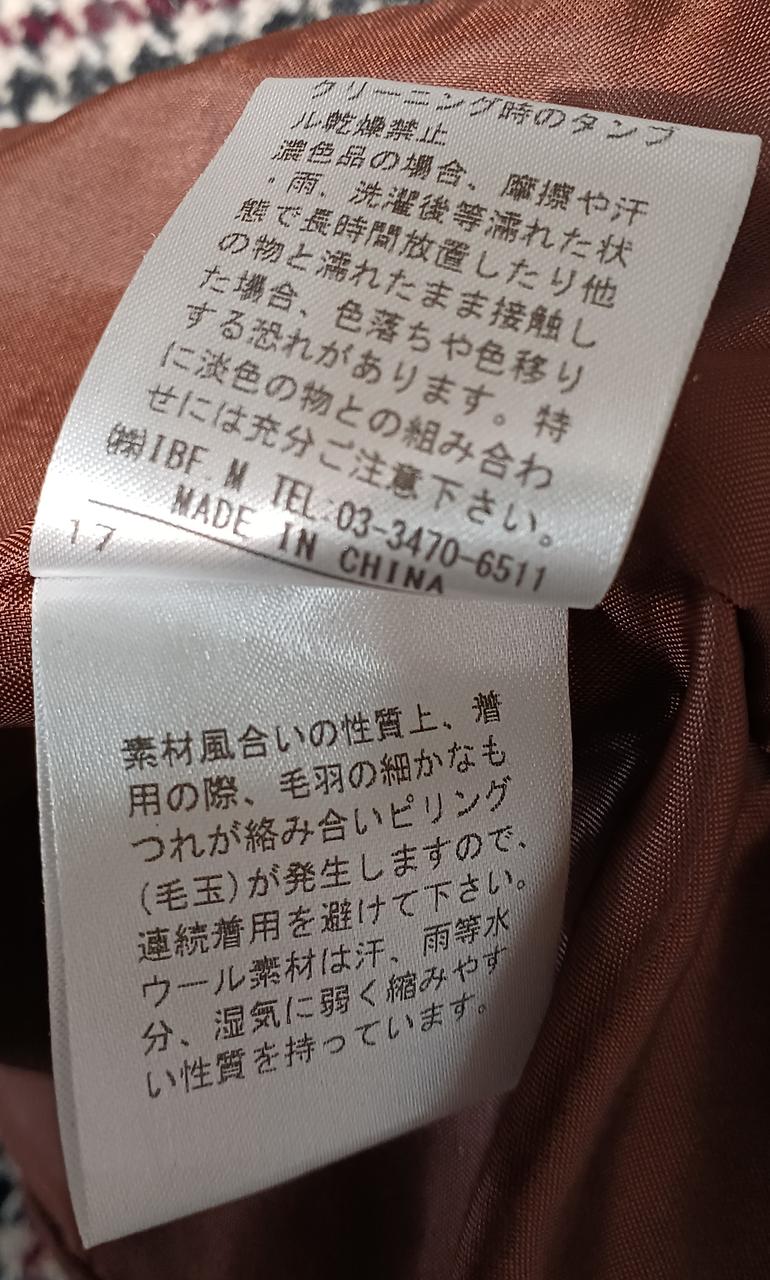 クリーニング時のタンブ
ル乾燥禁止
濃色品の場合、摩擦や汗
・雨、洗濯後等濡れた状
態で長時間放置したり他
の物と濡れたまま接触し
た場合、色落ちや色移り
する恐れがあります。特
に淡色の物との組み合わ
せには充分ご注意下さい。
㈱IBF.M TEL:03-3470-6511
MADE IN CHINA
17
素材風合いの性質上、着
用の際、毛羽の細かなも
つれが絡み合いピリング
(毛玉)が発生しますので、
連続着用を避けて下さい。
ウール素材は汗、雨等水
分、湿気に弱く縮みやす
い性質を持っています。